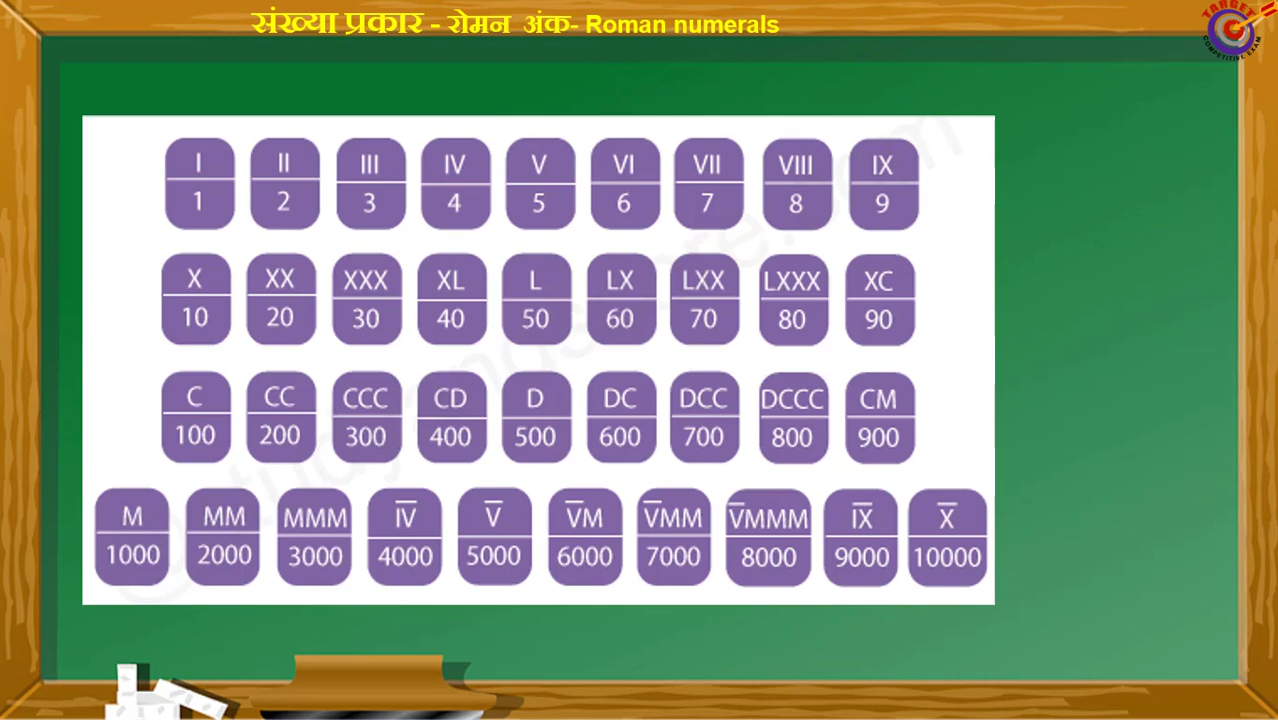 संख्या प्रकार - रोमन अंक- Roman numerals
TARGET
COMPETITIVE EXAM
I II III IV V VI VII VIII IX
1 2 3 4 5 6 7 8 9
X XX XXX XL L LX LXX LXXX XC
10 20 30 40 50 60 70 80 90
C CC CCC CD D DC DCC DCCC CM
100 200 300 400 500 600 700 800 900
M MM MMM I̅V̅ V̅ V̅M V̅MM V̅MMM I̅X̅ X̅
1000 2000 3000 4000 5000 6000 7000 8000 9000 10000